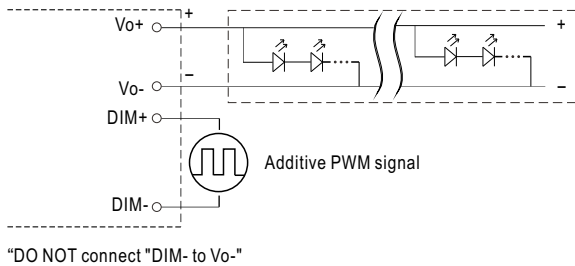 Vo+
+
+
Vo-
−
−
DIM+
Additive PWM signal
DIM-
“DO NOT connect "DIM- to Vo-"